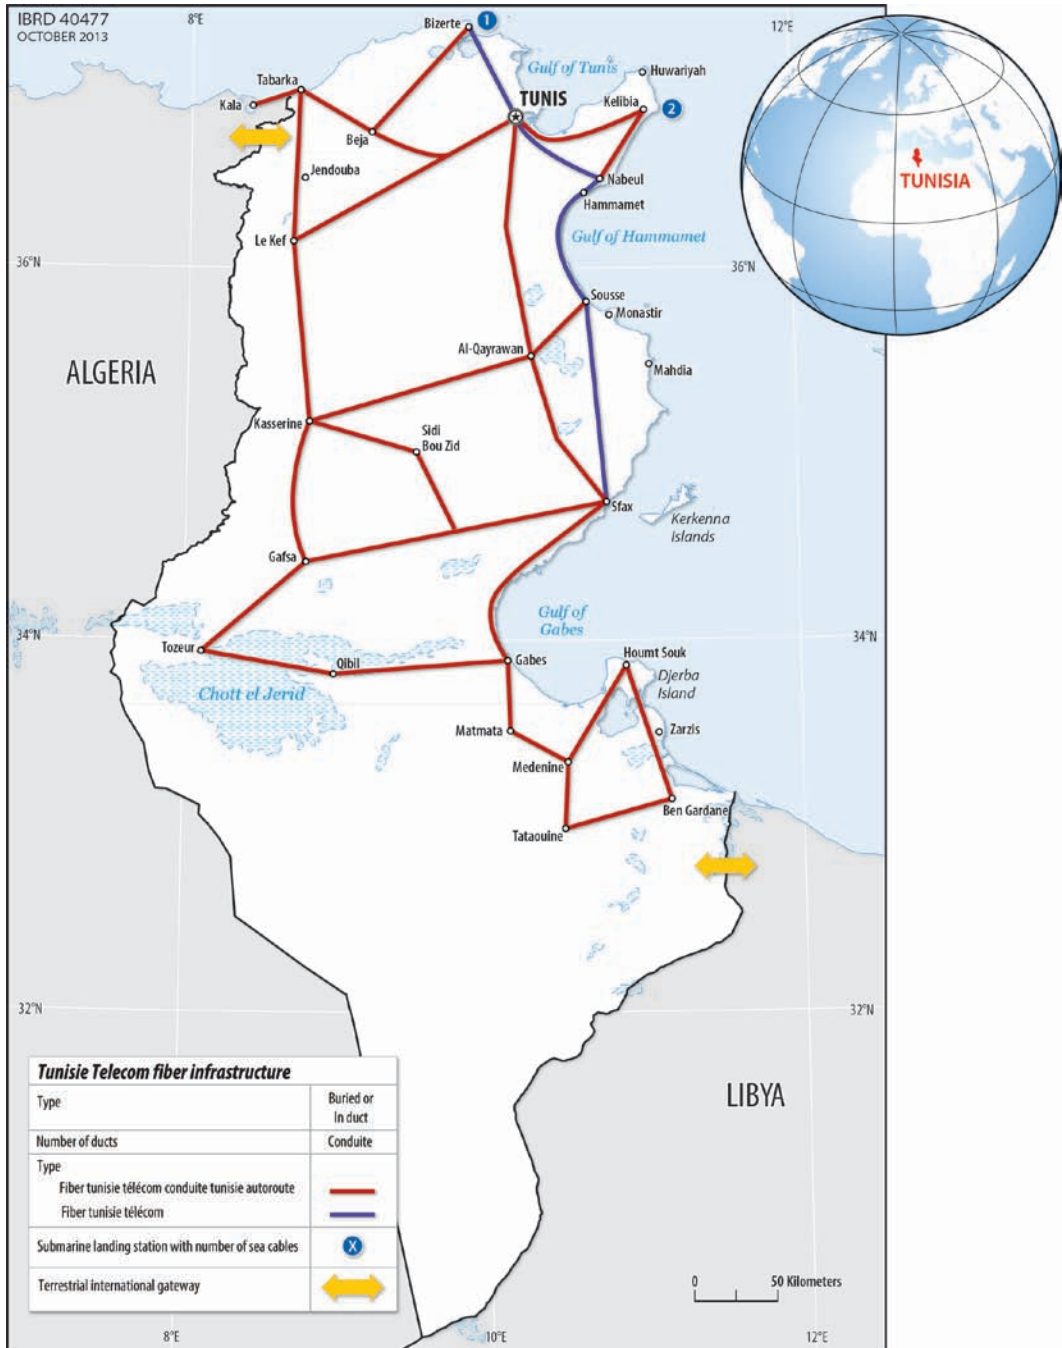 IBRD 40477
OCTOBER 2013
8°E
12°E
Bizerte
1
Gulf of Tunis
Huwariyah
Tabarka
TUNIS
Kelibia
2
Kala
Beja
Jendouba
Nabeul
Hammamet
TUNISIA
Le Kef
Gulf of Hammamet
36°N
36°N
Sousse
Monastir
Al-Qayrawan
Mahdia
ALGERIA
Kasserine
Sidi
Bou Zid
Sfax
Kerkenna
Islands
Gafsa
Gulf of
Gabes
34°N
34°N
Tozeur
Qibil
Gabes
Houmt Souk
Djerba
Island
Chott el Jerid
Matmata
Zarzis
Medenine
Ben Gardane
Tataouine
32°N
32°N
LIBYA
Tunisie Telecom fiber infrastructure
Type
Buried or
In duct
Number of ducts
Conduite
Type
Fiber tunisie télécom conduite tunisie autoroute
Fiber tunisie télécom
Submarine landing station with number of sea cables
X
Terrestrial international gateway
0
50 Kilometers
8°E
10°E
12°E